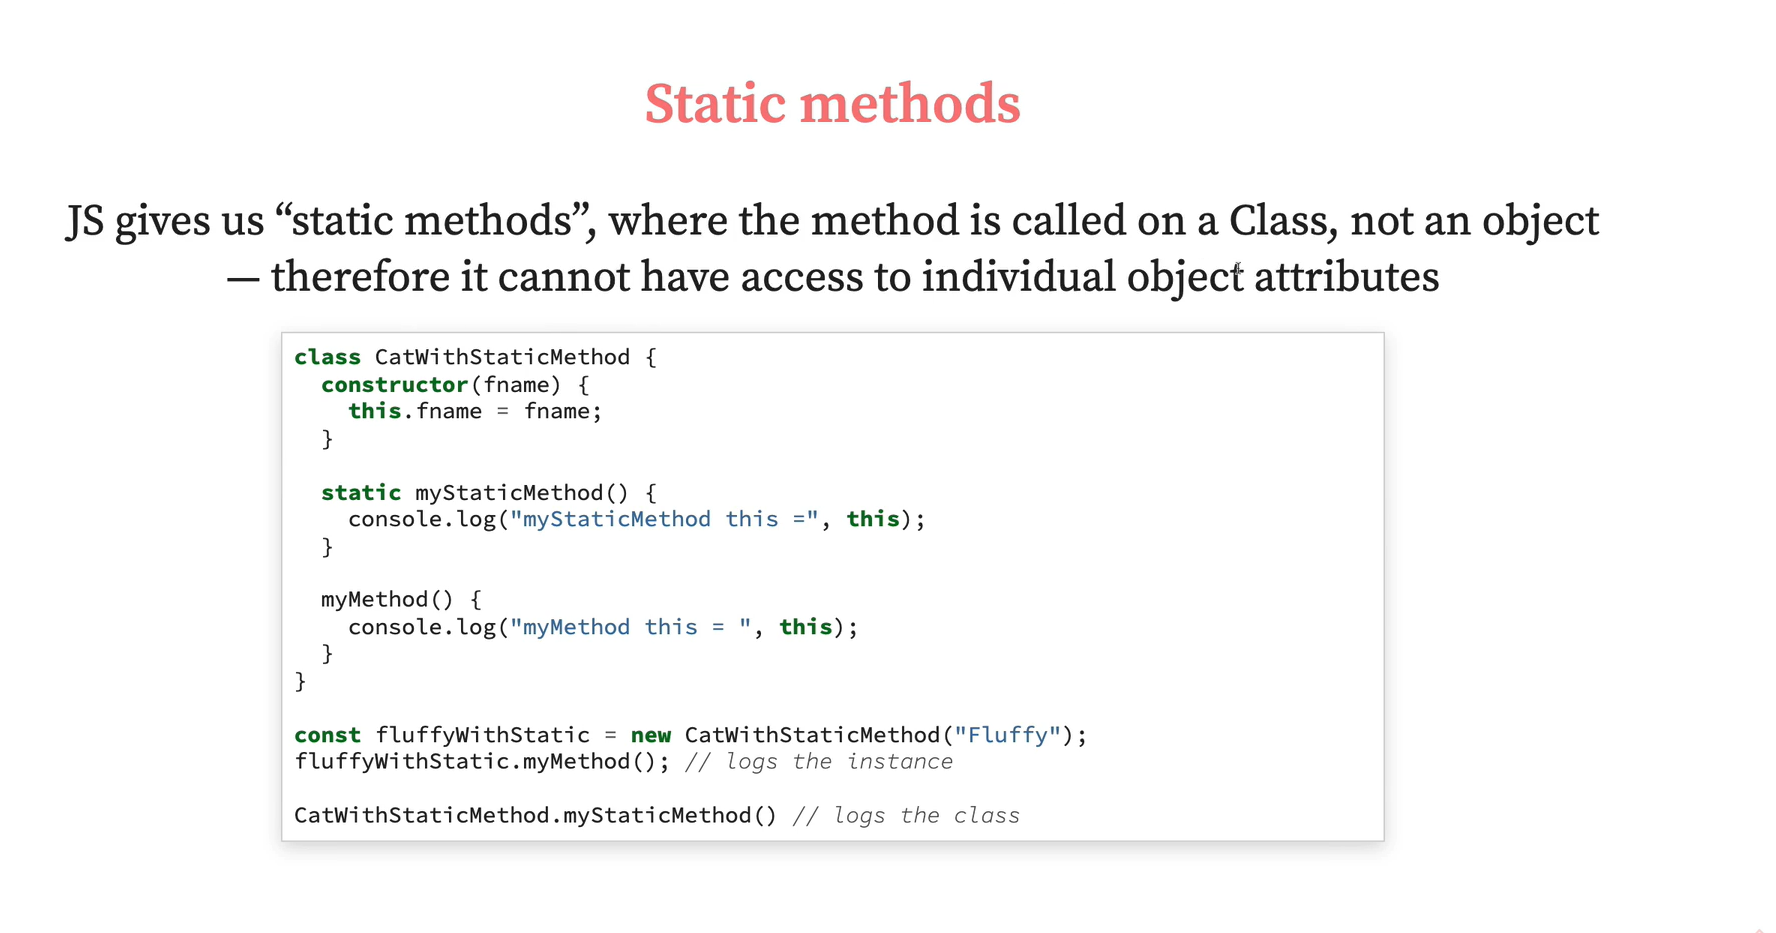 Static methods
JS gives us “static methods”, where the method is called on a Class, not an object
— therefore it cannot have access to individual object attributes
class CatWithStaticMethod {
  constructor(fname) {
    this.fname = fname;
  }

  static myStaticMethod() {
    console.log("myStaticMethod this =", this);
  }

  myMethod() {
    console.log("myMethod this = ", this);
  }
}

const fluffyWithStatic = new CatWithStaticMethod("Fluffy");
fluffyWithStatic.myMethod(); // logs the instance

CatWithStaticMethod.myStaticMethod() // logs the class